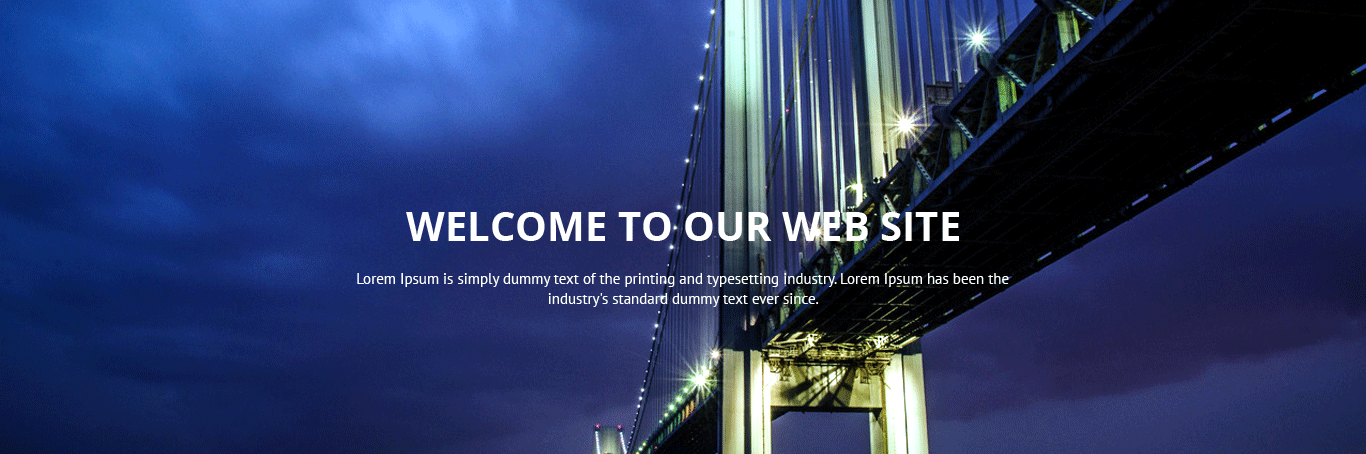 WELCOME TO OUR WEB SITE
Lorem Ipsum is simply dummy text of the printing and typesetting industry. Lorem Ipsum has been the
industry's standard dummy text ever since.